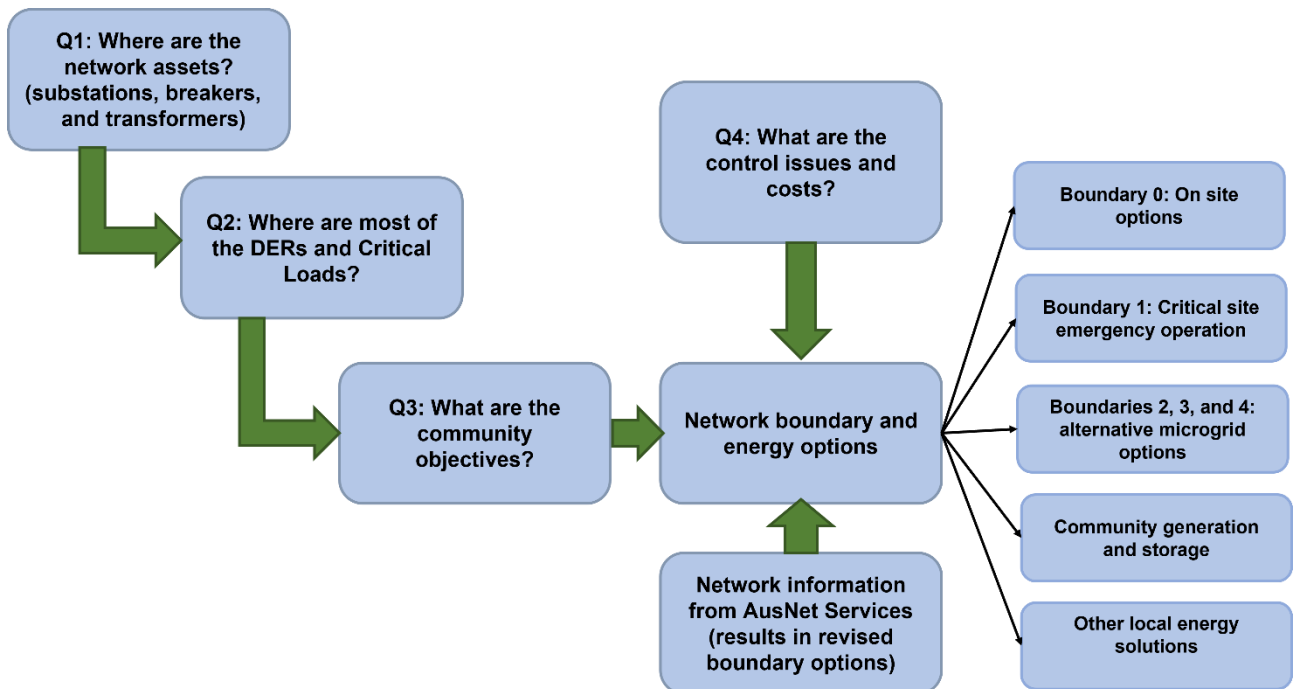 Q1: Where are the
network assets?
(substations, breakers,
and transformers)
Q2: Where are most of
the DERs and Critical
Loads?
Q3: What are the
community
objectives?
Q4: What are the
control issues and
costs?
Network boundary and
energy options
Network information
from AusNet Services
(results in revised
boundary options)
Boundary 0: On site
options
Boundary 1: Critical site
emergency operation
Boundaries 2, 3, and 4:
alternative microgrid
options
Community generation
and storage
Other local energy
solutions